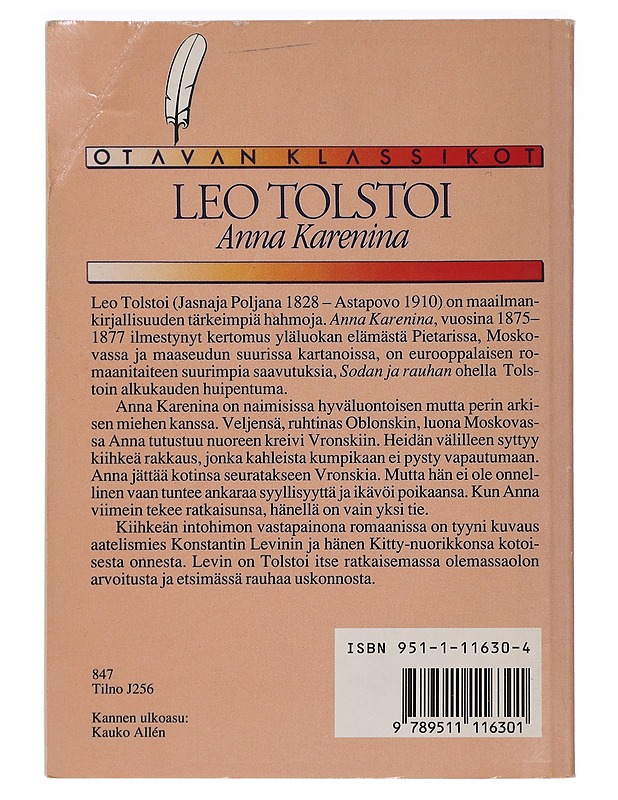 OTAVAN KLASSIKOT
LEO TOLSTOI
Anna Karenina
Leo Tolstoi (Jasnaja Poljana 1828 – Astapovo 1910) on maailman-
kirjallisuuden tärkeimpiä hahmoja. Anna Karenina, vuosina 1875–
1877 ilmestynyt kertomus yläluokan elämästä Pietarissa, Mosko-
vassa ja maaseudun suurissa kartanoissa, on eurooppalaisen ro-
maanitaiteen suurimpia saavutuksia, Sodan ja rauhan ohella Tols-
toin alkukauden huipentuma.
Anna Karenina on naimisissa hyväluontoisen mutta perin arki-
sen miehen kanssa. Veljensä, ruhtinas Oblonskin, luona Moskovas-
sa Anna tutustuu nuoreen kreivi Vronskiin. Heidän välilleen syttyy
kiihkeä rakkaus, jonka kahleista kumpikaan ei pysty vapautumaan.
Anna jättää kotinsa seuratakseen Vronskia. Mutta hän ei ole onnel-
linen vaan tuntee ankaraa syyllisyyttä ja ikävöi poikaansa. Kun Anna
viimein tekee ratkaisunsa, hänellä on vain yksi tie.
Kiihkeän intohimon vastapainona romaanissa on tyyni kuvaus
aatelismies Konstantin Levinin ja hänen Kitty-nuorikkonsa kotoi-
sesta onnesta. Levin on Tolstoi itse ratkaisemassa olemassaolon
arvoitusta ja etsimässä rauhaa uskonnosta.
ISBN 951-1-11630-4
9 789511 116301
847
Tilno J256
Kannen ulkoasu:
Kauko Allén